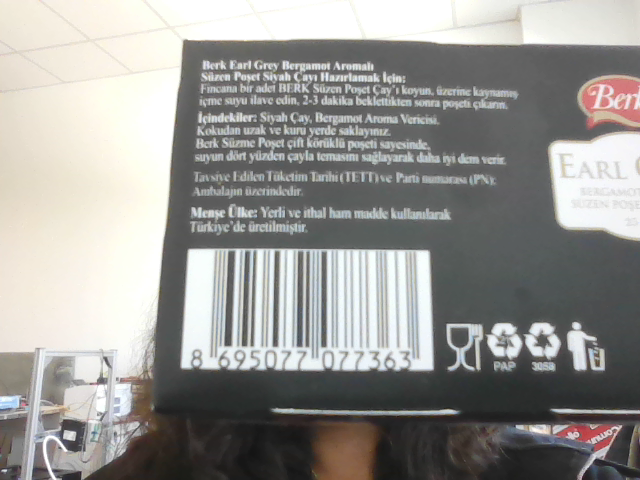 Berk Earl Grey Bergamot Aromalı
Süzen Poşet Siyah Çayı Hazırlamak İçin:
Fincana bir adet BERK Süzen Poşet Çay'ı koyun, üzerine kaynamış
içme suyu ilave edin, 2-3 dakika beklettikten sonra poşeti çıkarın.
İçindekiler: Siyah Çay, Bergamot Aroma Vericisi.
Kokudan uzak ve kuru yerde saklayınız.
Berk Süzme Poşet çift körüklü poşeti sayesinde,
suyun dört yüzden çayla temasını sağlayarak daha iyi dem verir.
Tavsiye Edilen Tüketim Tarihi (TETT) ve Parti numarası (PN):
Ambalajın üzerindedir.
Menşe Ülke: Yerli ve ithal ham madde kullanılarak
Türkiye'de üretilmiştir.
8 695077 077363
PAP
Berk
EARL
BERGAMO
SÜZEN POŞE